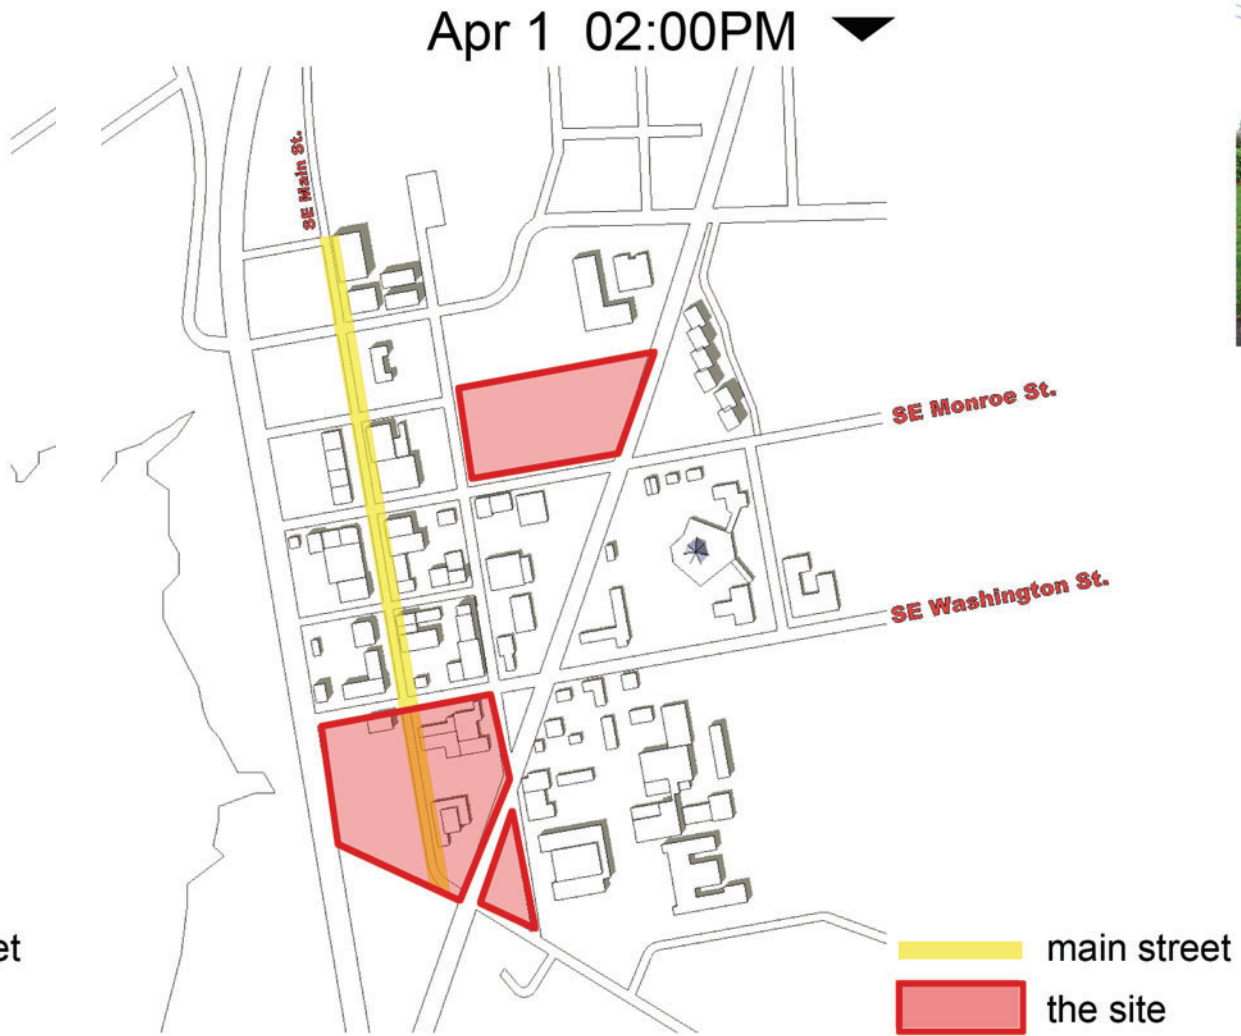 Apr 1 02:00PM
SE Main St.
SE Monroe St.
SE Washington St.
main street
the site